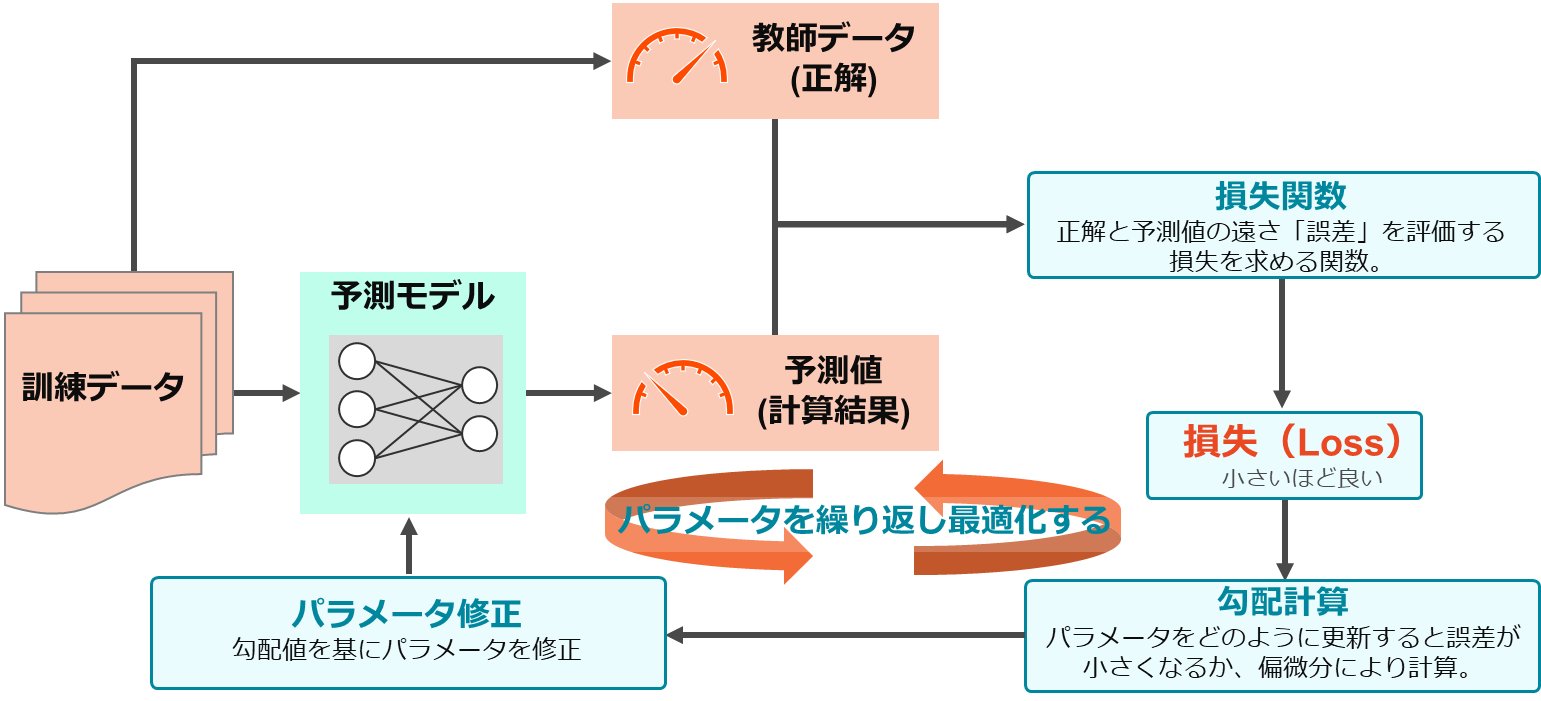 教師データ
(正解)
損失関数
正解と予測値の遠さ「誤差」を評価する
損失を求める関数。
予測モデル
訓練データ
予測値
(計算結果)
損失（Loss）
小さいほど良い
パラメータを繰り返し最適化する
勾配計算
パラメータをどのように更新すると誤差が
小さくなるか、偏微分により計算。
パラメータ修正
勾配値を基にパラメータを修正